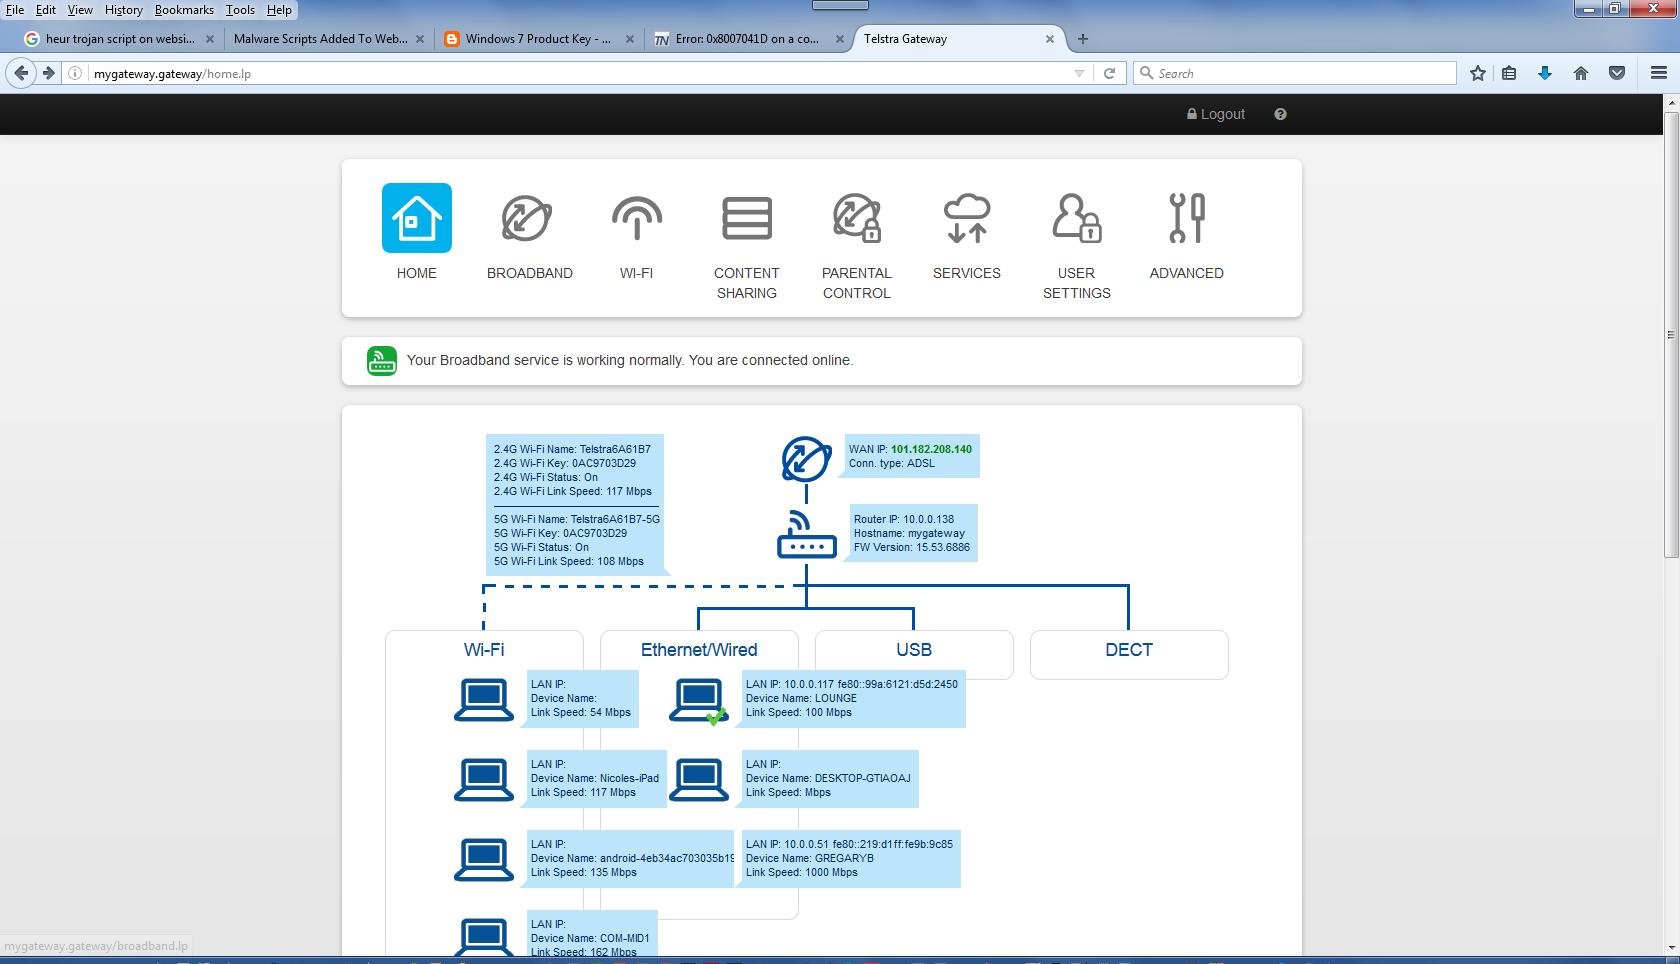 File Edit View History Bookmarks Tools Help
heur trojan script on websi...
Malware Scripts Added To Web...
Windows 7 Product Key - ...
Error: 0x8007041D on a co...
Telstra Gateway
mygateway.gateway/home.lp
Search
Logout
HOME
BROADBAND
WI-FI
CONTENT
SHARING
PARENTAL
CONTROL
SERVICES
USER
SETTINGS
ADVANCED
Your Broadband service is working normally. You are connected online.
2.4G Wi-Fi Name: Telstra6A61B7
2.4G Wi-Fi Key: 0AC9703D29
2.4G Wi-Fi Status: On
2.4G Wi-Fi Link Speed: 117 Mbps
5G Wi-Fi Name: Telstra6A61B7-5G
5G Wi-Fi Key: 0AC9703D29
5G Wi-Fi Status: On
5G Wi-Fi Link Speed: 108 Mbps
WAN IP: 101.182.208.140
Conn. type: ADSL
Router IP: 10.0.0.138
Hostname: mygateway
FW Version: 15.53.6886
Wi-Fi
LAN IP:
Device Name:
Link Speed: 54 Mbps
LAN IP:
Device Name: Nicoles-iPad
Link Speed: 117 Mbps
LAN IP:
Device Name: android-4eb34ac703035b19
Link Speed: 135 Mbps
LAN IP:
Device Name: COM-MID1
Link Speed: 162 Mbps
Ethernet/Wired
LAN IP: 10.0.0.117 fe80::99a:6121:d5d:2450
Device Name: LOUNGE
Link Speed: 100 Mbps
LAN IP:
Device Name: DESKTOP-GTIAOAJ
Link Speed: Mbps
LAN IP: 10.0.0.51 fe80::219:d1ff:fe9b:9c85
Device Name: GREGARYB
Link Speed: 1000 Mbps
USB
DECT
mygateway.gateway/broadband.lp